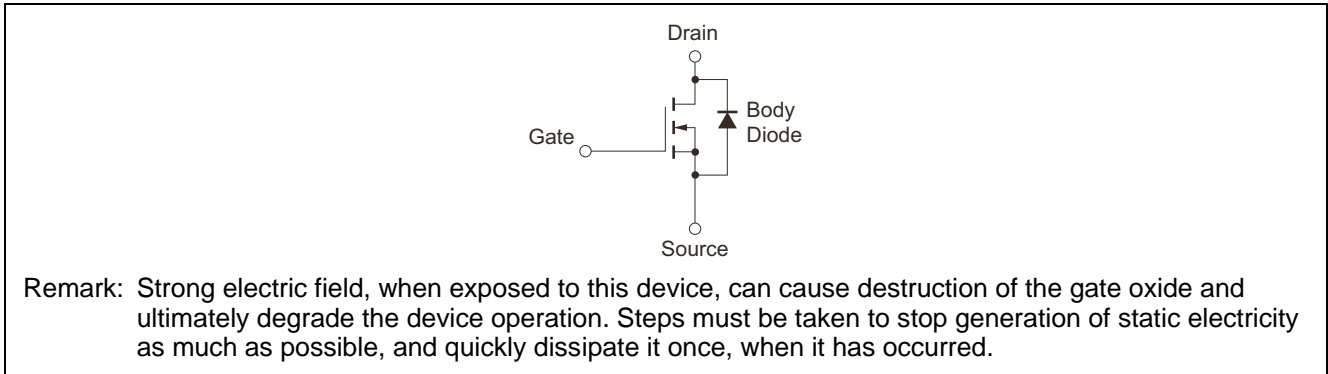 Drain
Body
Diode
Gate
Source
Remark: Strong electric field, when exposed to this device, can cause destruction of the gate oxide and
ultimately degrade the device operation. Steps must be taken to stop generation of static electricity
as much as possible, and quickly dissipate it once, when it has occurred.